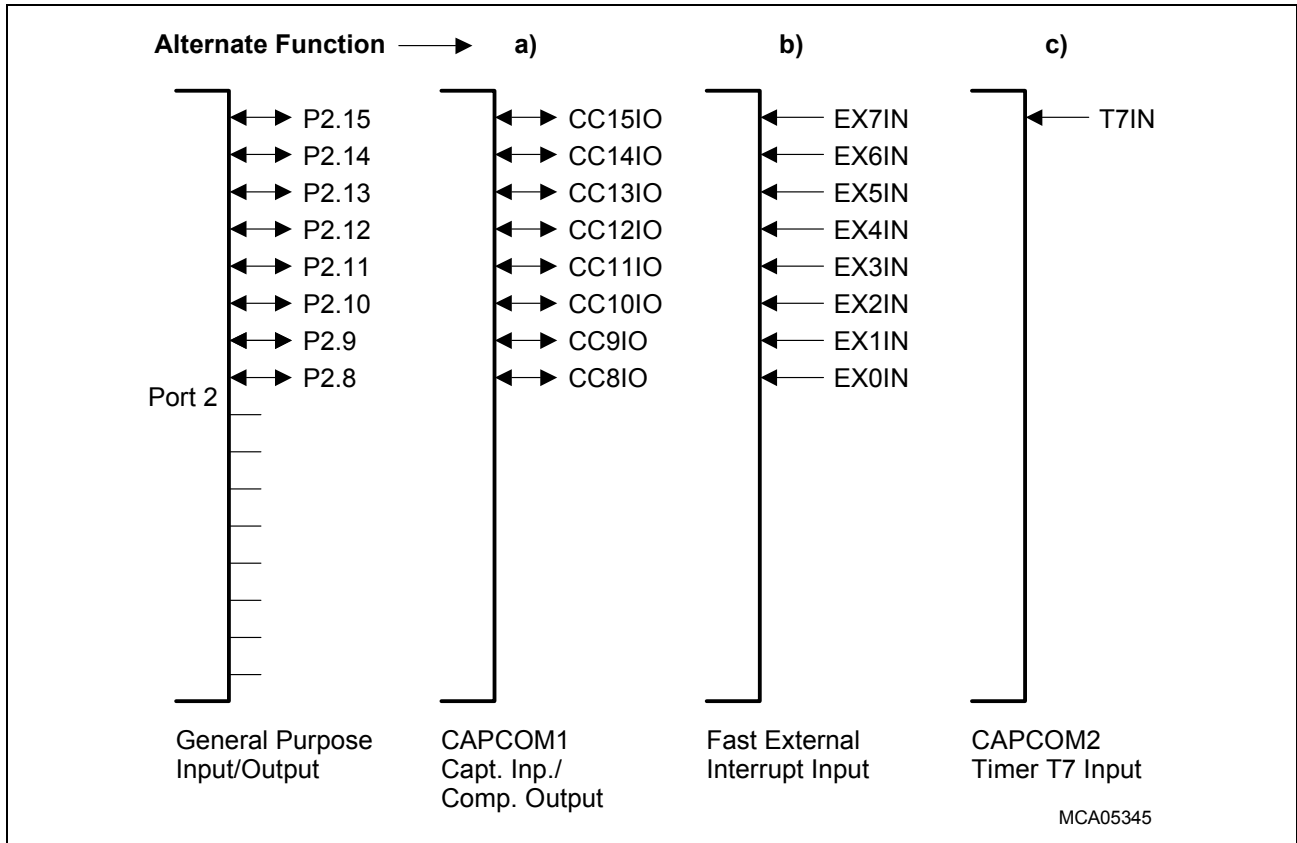 Alternate Function a) b) c)
P2.15 CC15IO EX7IN T7IN
P2.14 CC14IO EX6IN
P2.13 CC13IO EX5IN
P2.12 CC12IO EX4IN
P2.11 CC11IO EX3IN
P2.10 CC10IO EX2IN
P2.9 CC9IO EX1IN
P2.8 CC8IO EX0IN
Port 2
General Purpose
Input/Output
CAPCOM1
Capt. Inp./
Comp. Output
Fast External
Interrupt Input
CAPCOM2
Timer T7 Input
MCA05345